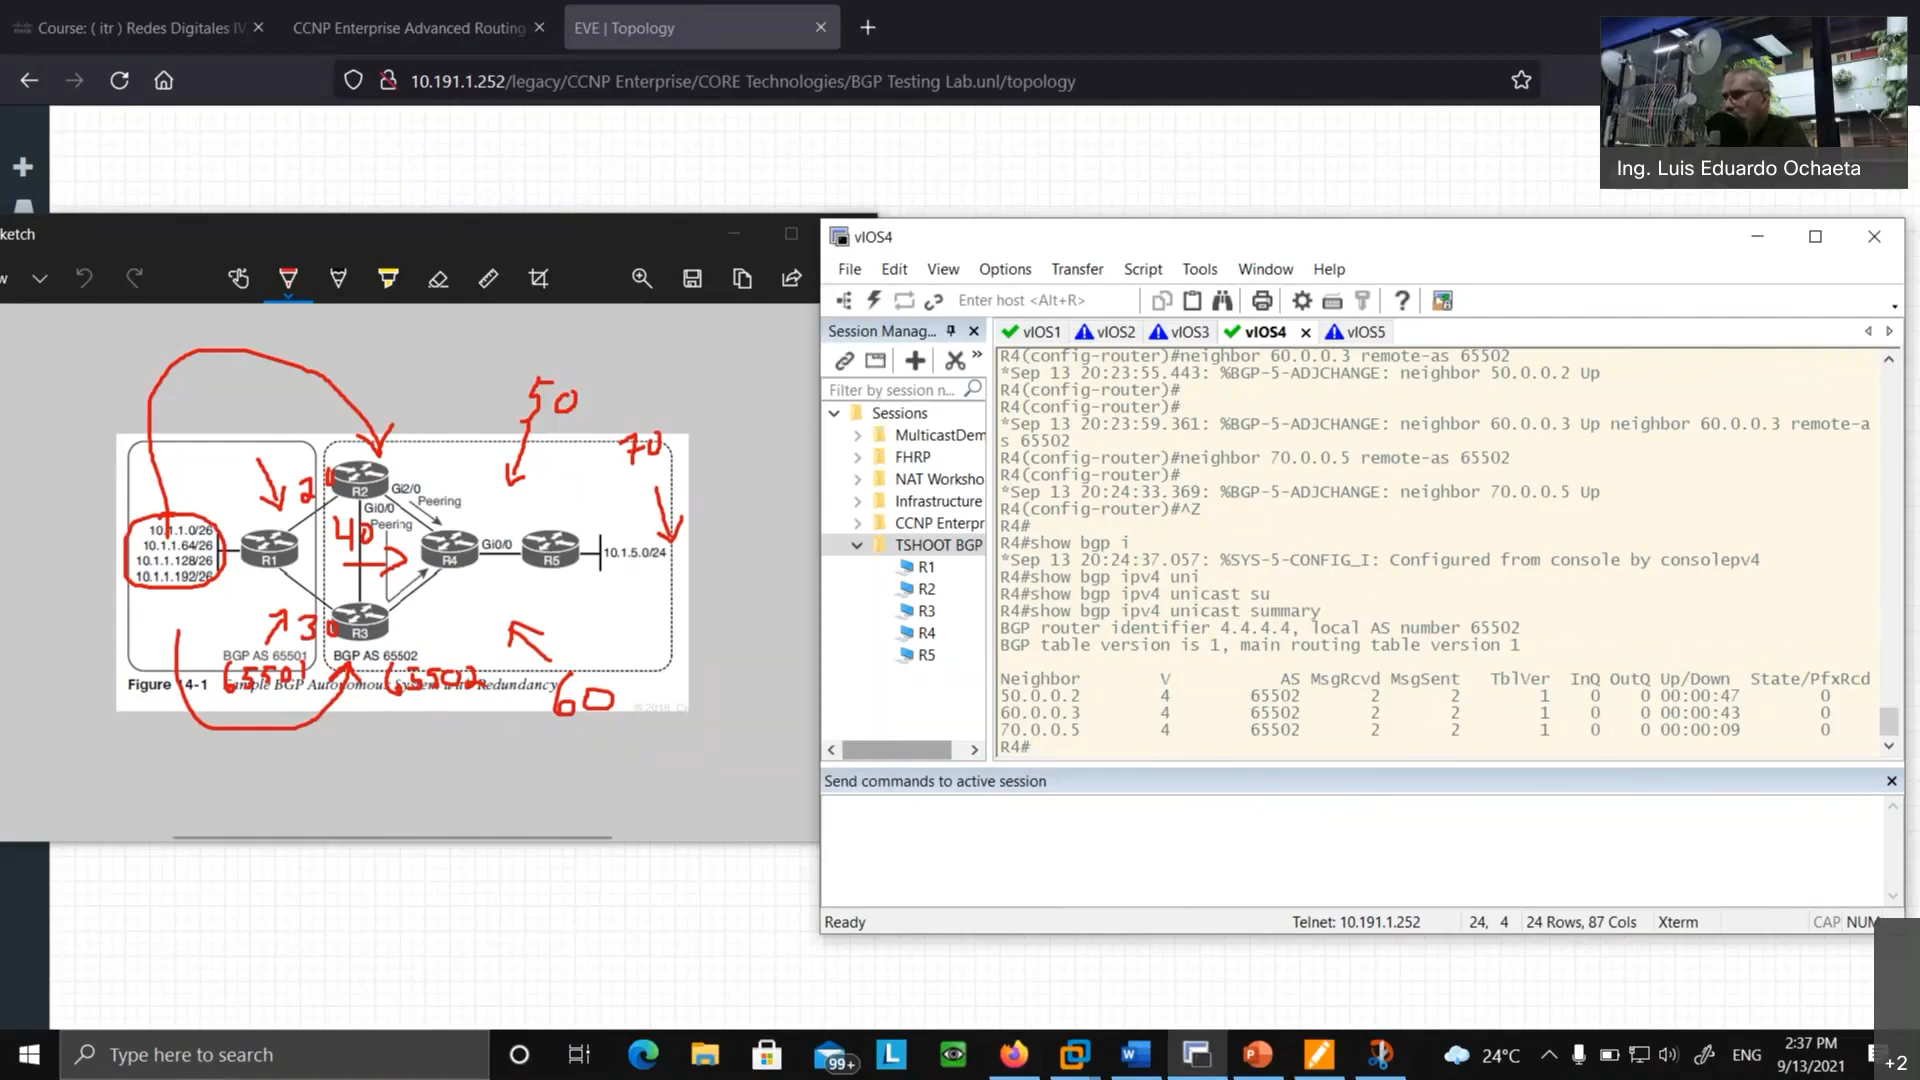 Course: ( itr ) Redes Digitales IV
CCNP Enterprise Advanced Routing
EVE | Topology
10.191.1.252/legacy/CCNP Enterprise/CORE Technologies/BGP Testing Lab.unl/topology
Ing. Luis Eduardo Ochaeta
ketch
50
70
20
R2
Gi2/0
Peering
Gi0/0
Peering
40
10.1.1.0/26
10.1.1.64/26
10.1.1.128/26
10.1.1.192/26
R1
R4
Gi0/0
R5
10.1.5.0/24
30
R3
BGP AS 65501
BGP AS 65502
65501
65502
Figure 14-1 Sample BGP Autonomous System with Redundancy
60
vIOS4
File Edit View Options Transfer Script Tools Window Help
Enter host <Alt+R>
Session Manag...
vIOS1 vIOS2 vIOS3 vIOS4 vIOS5
Filter by session n...
Sessions
MulticastDem
FHRP
NAT Worksho
Infrastructure
CCNP Enterpr
TSHOOT BGP
R1
R2
R3
R4
R5
R4(config-router)#neighbor 60.0.0.3 remote-as 65502
*Sep 13 20:23:55.443: %BGP-5-ADJCHANGE: neighbor 50.0.0.2 Up
R4(config-router)#
R4(config-router)#
*Sep 13 20:23:59.361: %BGP-5-ADJCHANGE: neighbor 60.0.0.3 Up neighbor 60.0.0.3 remote-a
s 65502
R4(config-router)#neighbor 70.0.0.5 remote-as 65502
R4(config-router)#
*Sep 13 20:24:33.369: %BGP-5-ADJCHANGE: neighbor 70.0.0.5 Up
R4(config-router)#^Z
R4#
R4#show bgp i
*Sep 13 20:24:37.057: %SYS-5-CONFIG_I: Configured from console by consolepv4
R4#show bgp ipv4 uni
R4#show bgp ipv4 unicast su
R4#show bgp ipv4 unicast summary
BGP router identifier 4.4.4.4, local AS number 65502
BGP table version is 1, main routing table version 1
Neighbor V AS MsgRcvd MsgSent TblVer InQ OutQ Up/Down State/PfxRcd
50.0.0.2 4 65502 2 2 1 0 0 00:00:47 0
60.0.0.3 4 65502 2 2 1 0 0 00:00:43 0
70.0.0.5 4 65502 2 2 1 0 0 00:00:09 0
R4#
Send commands to active session
Ready
Telnet: 10.191.1.252 24, 4 24 Rows, 87 Cols Xterm CAP NUM
Type here to search
99+
L
24°C
ENG
2:37 PM
9/13/2021
+2